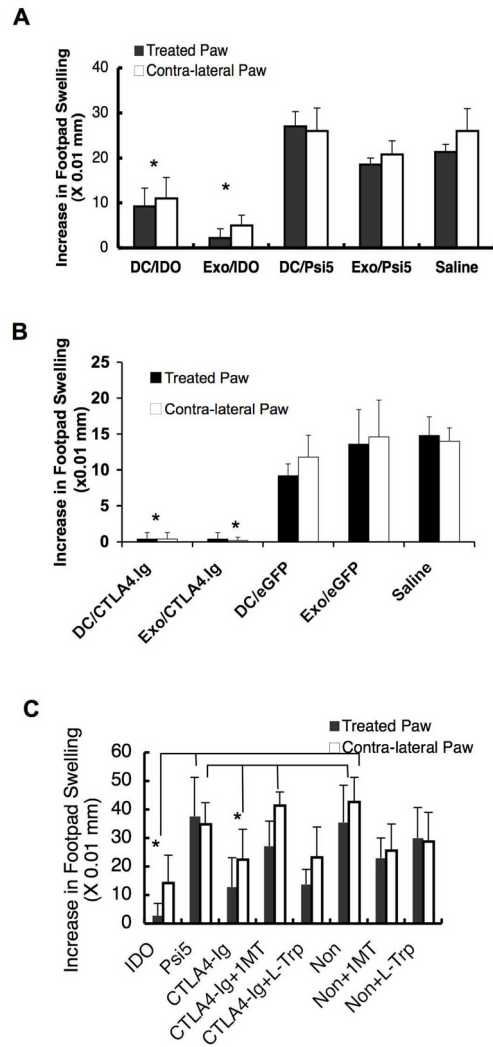 A
Treated Paw
Contra-lateral Paw
Increase in Footpad Swelling
(X 0.01 mm)
40
30
20
10
0
DC/IDO Exo/IDO DC/Psi5 Exo/Psi5 Saline
*
*
B
Treated Paw
Contra-lateral Paw
Increase in Footpad Swelling
(x0.01 mm)
25
20
15
10
5
0
*
*
DC/CTLA4.Ig Exo/CTLA4.Ig DC/eGFP Exo/eGFP Saline
C
Treated Paw
Contra-lateral Paw
Increase in Footpad Swelling
(X 0.01 mm)
60
50
40
30
20
10
0
*
*
IDO Psi5 CTLA4-Ig CTLA4-Ig+1MT CTLA4-Ig+L-Trp Non Non+1MT Non+L-Trp